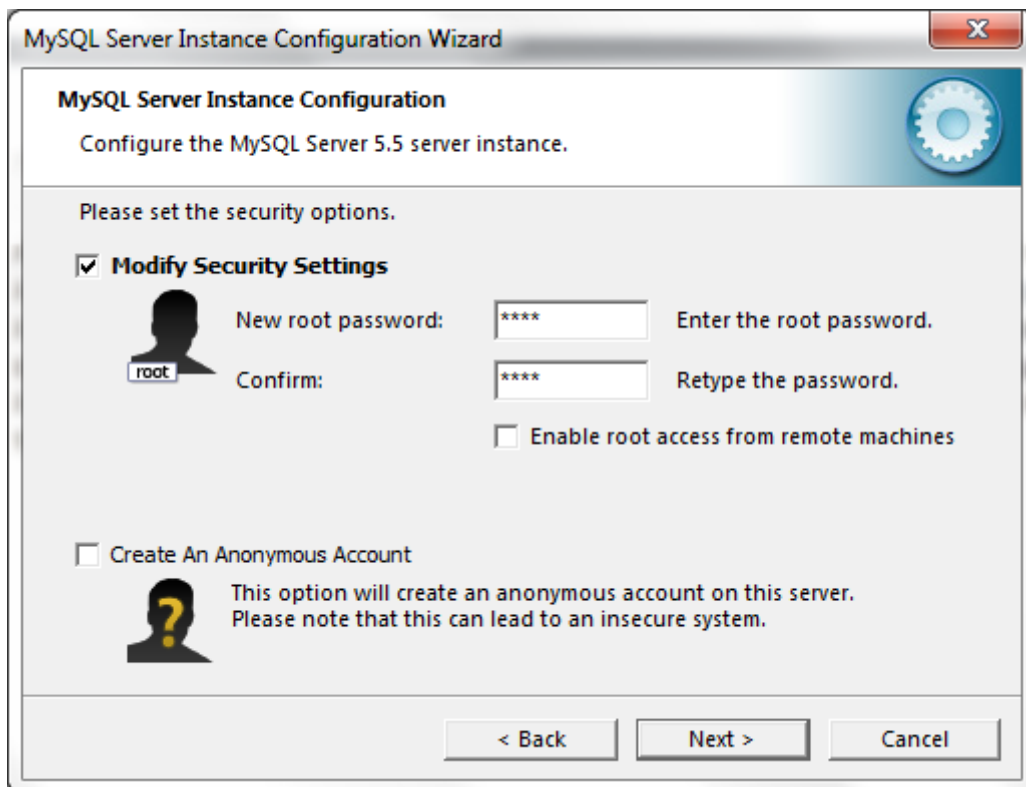 MySQL Server Instance Configuration Wizard
MySQL Server Instance Configuration
Configure the MySQL Server 5.5 server instance.
Please set the security options.
Modify Security Settings
root
New root password: **** Enter the root password.
Confirm: **** Retype the password.
Enable root access from remote machines
Create An Anonymous Account
?
This option will create an anonymous account on this server.
Please note that this can lead to an insecure system.
< Back Next > Cancel